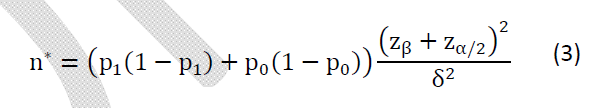 n* = (p₁(1 − p₁) + p₀(1 − p₀)) (z_β + z_α/2)² / δ² (3)